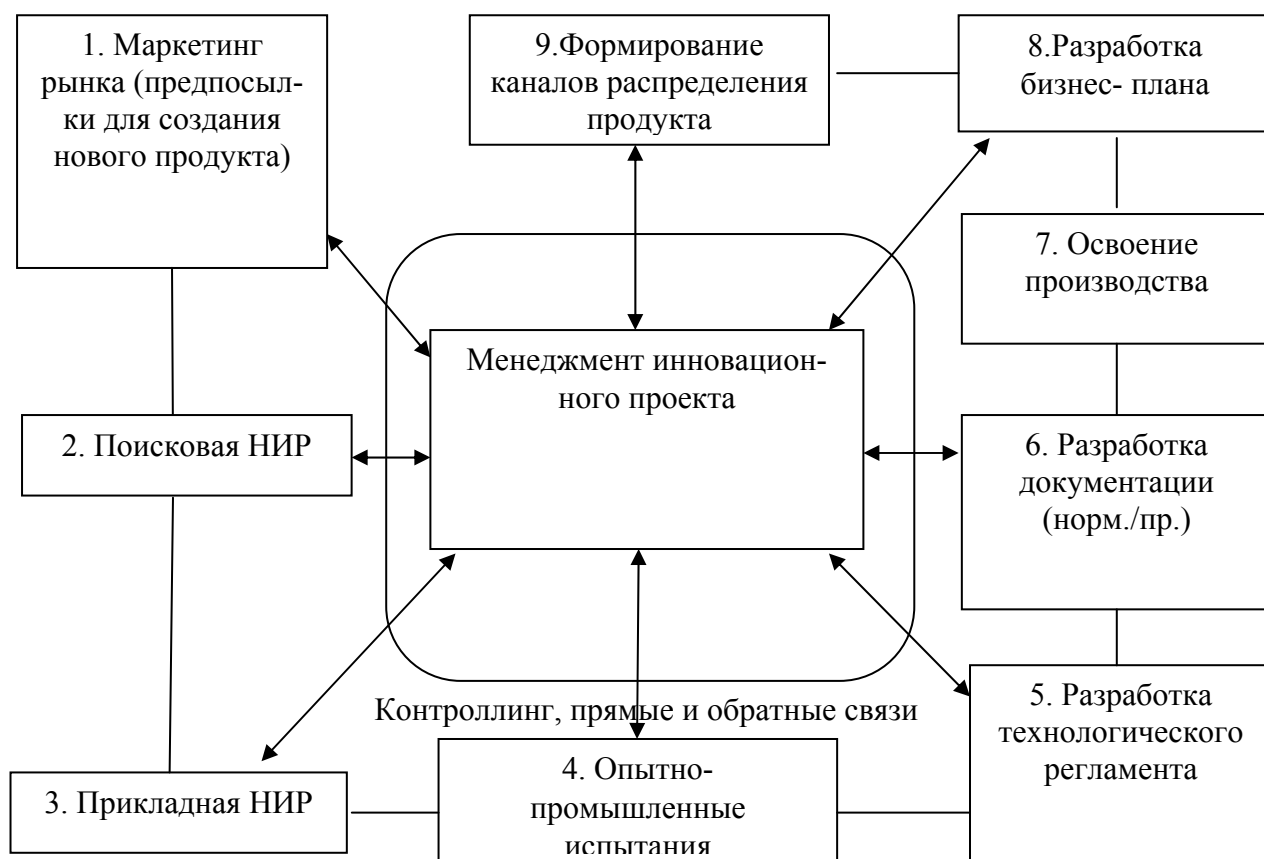 1. Маркетинг
рынка (предпосыл-
ки для создания
нового продукта)
9.Формирование
каналов распределения
продукта
8.Разработка
бизнес- плана
7. Освоение
производства
Менеджмент инновацион-
ного проекта
2. Поисковая НИР
6. Разработка
документации
(норм./пр.)
Контроллинг, прямые и обратные связи
5. Разработка
технологического
регламента
3. Прикладная НИР
4. Опытно-
промышленные
испытания